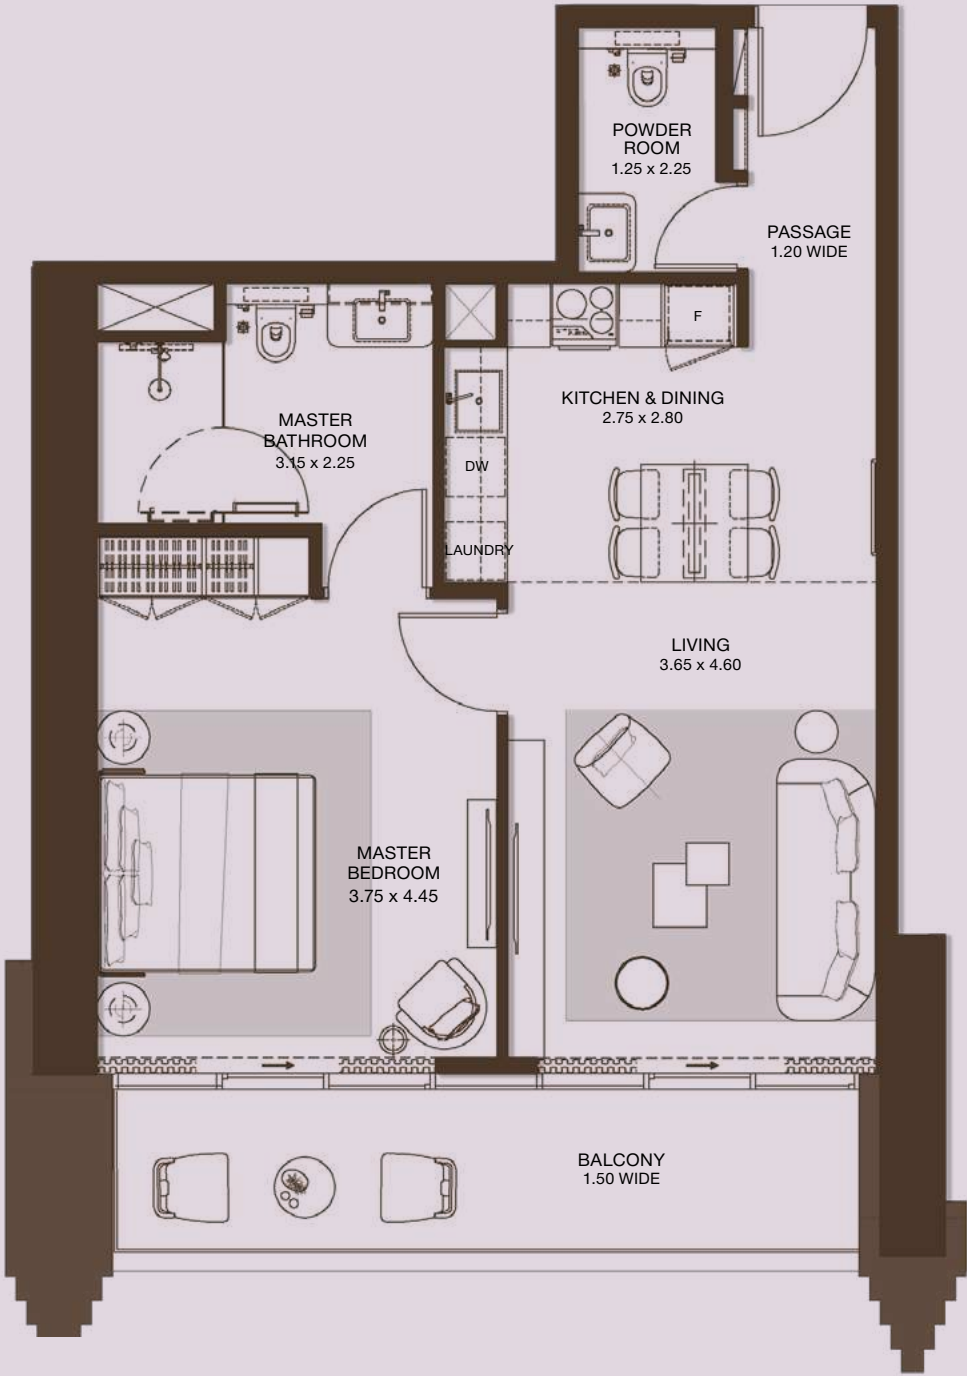 POWDER
ROOM
1.25 x 2.25
PASSAGE
1.20 WIDE
F
KITCHEN & DINING
2.75 x 2.80
MASTER
BATHROOM
3.15 x 2.25
DW
LAUNDRY
LIVING
3.65 x 4.60
MASTER
BEDROOM
3.75 x 4.45
BALCONY
1.50 WIDE